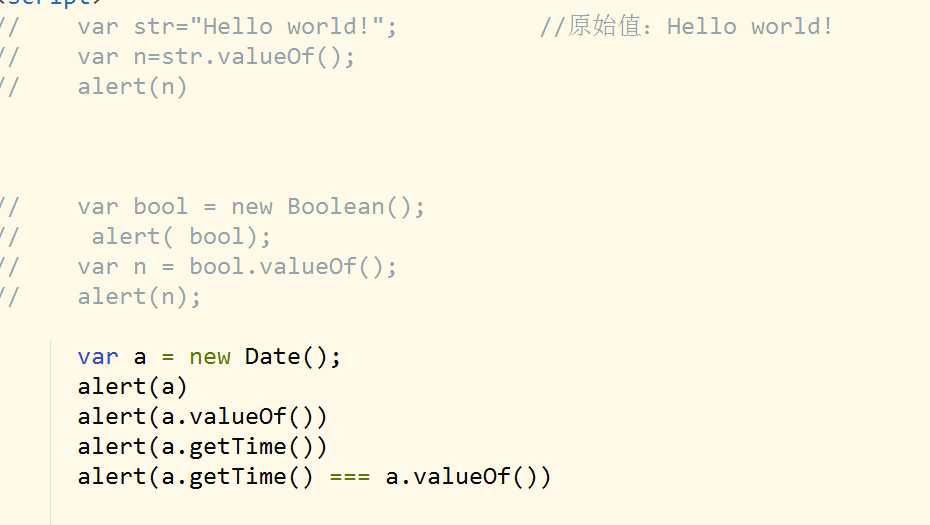 <script>
// var str="Hello world!"; //原始值：Hello world!
// var n=str.valueOf();
// alert(n)
// var bool = new Boolean();
// alert( bool);
// var n = bool.valueOf();
// alert(n);
var a = new Date();
alert(a)
alert(a.valueOf())
alert(a.getTime())
alert(a.getTime() === a.valueOf())